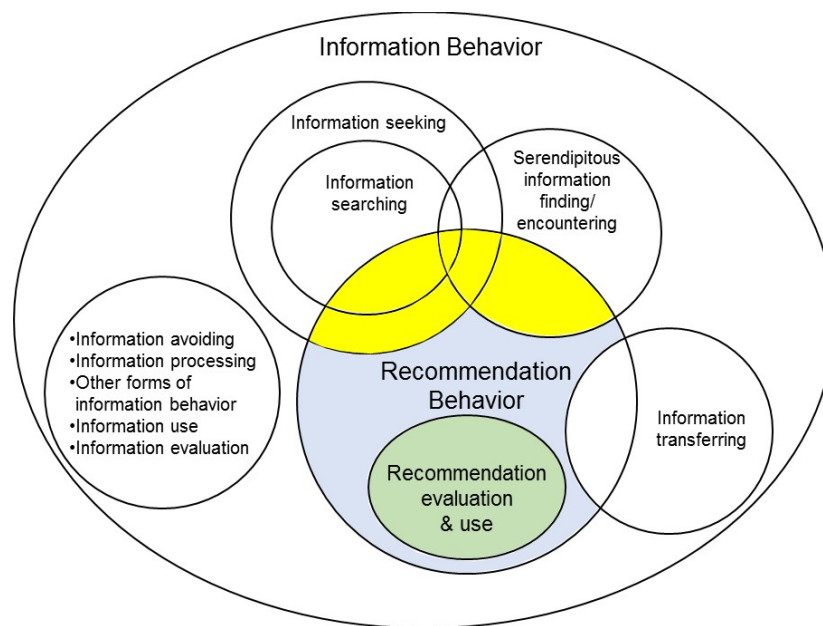 Information Behavior
Information seeking
Information
searching
Serendipitous
information
finding/
encountering
•Information avoiding
•Information processing
•Other forms of
information behavior
•Information use
•Information evaluation
Recommendation
Behavior
Information
transferring
Recommendation
evaluation
& use